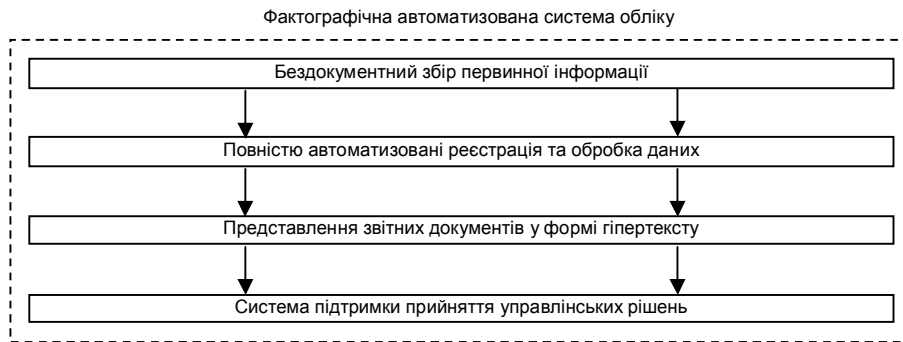 Фактографічна автоматизована система обліку
Бездокументний збір первинної інформації
Повністю автоматизовані реєстрація та обробка даних
Представлення звітних документів у формі гіпертексту
Система підтримки прийняття управлінських рішень